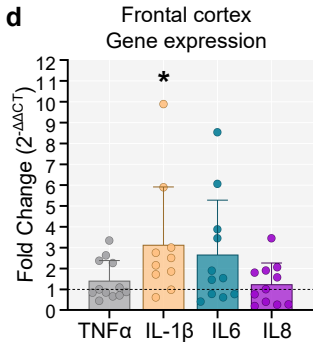 d
Frontal cortex
Gene expression
Fold Change (2-ΔΔCT)
12
11
10
9
8
7
6
5
4
3
2
1
0
*
TNFα IL-1β IL6 IL8